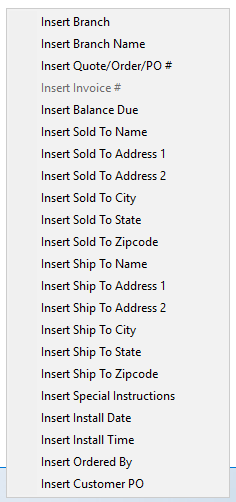 Insert Branch
Insert Branch Name
Insert Quote/Order/PO #
Insert Invoice #
Insert Balance Due
Insert Sold To Name
Insert Sold To Address 1
Insert Sold To Address 2
Insert Sold To City
Insert Sold To State
Insert Sold To Zipcode
Insert Ship To Name
Insert Ship To Address 1
Insert Ship To Address 2
Insert Ship To City
Insert Ship To State
Insert Ship To Zipcode
Insert Special Instructions
Insert Install Date
Insert Install Time
Insert Ordered By
Insert Customer PO